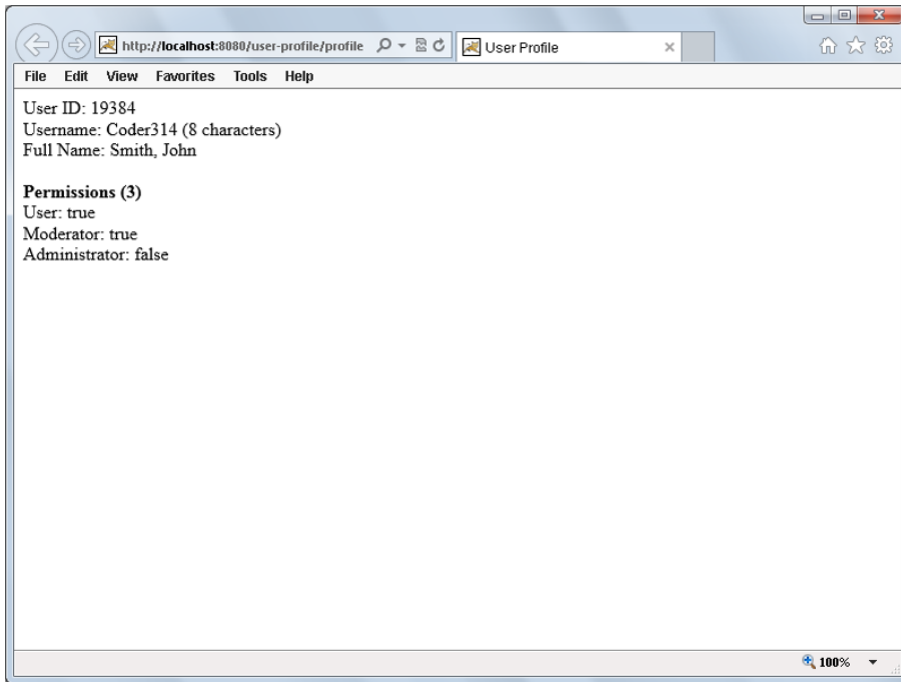 http://localhost:8080/user-profile/profile
User Profile
File Edit View Favorites Tools Help
User ID: 19384
Username: Coder314 (8 characters)
Full Name: Smith, John
Permissions (3)
User: true
Moderator: true
Administrator: false
100%